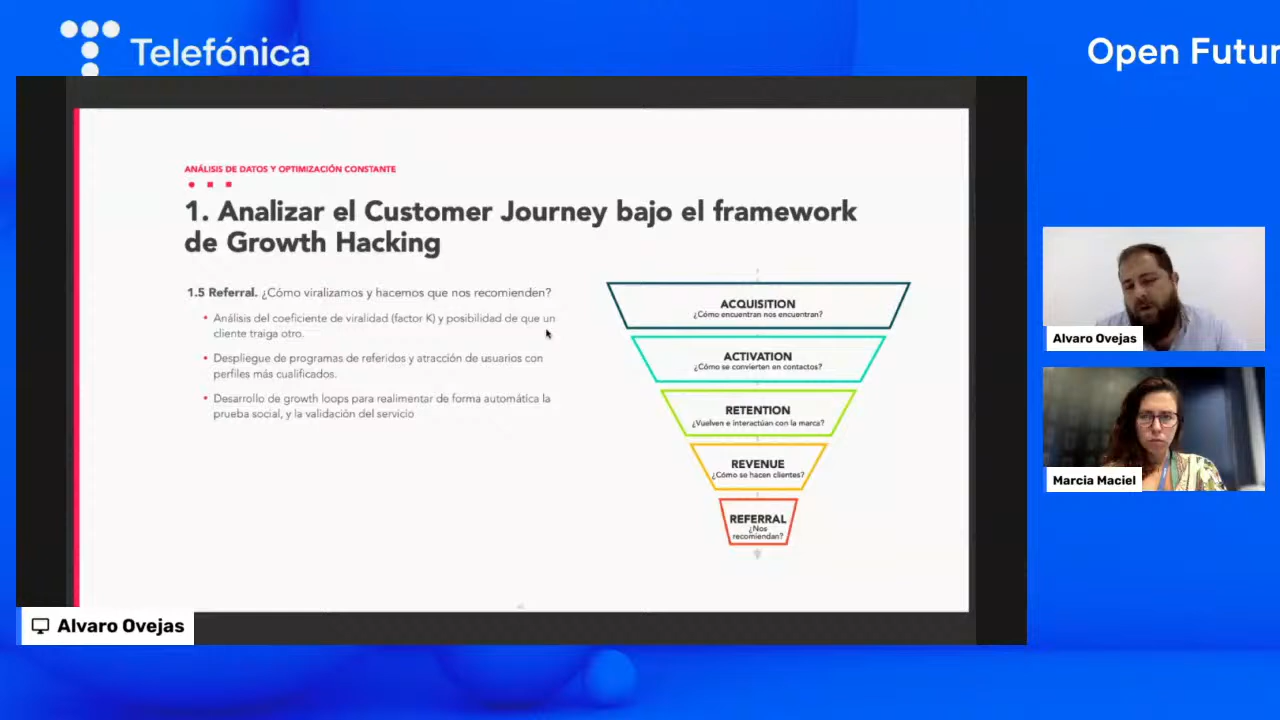 Telefónica
Open Futur
ANÁLISIS DE DATOS Y OPTIMIZACIÓN CONSTANTE
1. Analizar el Customer Journey bajo el framework
de Growth Hacking
1.5 Referral. ¿Cómo viralizamos y hacemos que nos recomienden?
• Análisis del coeficiente de viralidad (factor K) y posibilidad de que un
cliente traiga otro.
• Despliegue de programas de referidos y atracción de usuarios con
perfiles más cualificados.
• Desarrollo de growth loops para realimentar de forma automática la
prueba social, y la validación del servicio
ACQUISITION
¿Cómo encuentran nos encuentran?
ACTIVATION
¿Cómo se convierten en contactos?
RETENTION
¿Vuelven e interactúan con la marca?
REVENUE
¿Cómo se hacen clientes?
REFERRAL
¿Nos
recomiendan?
Alvaro Ovejas
Marcia Maciel
Alvaro Ovejas